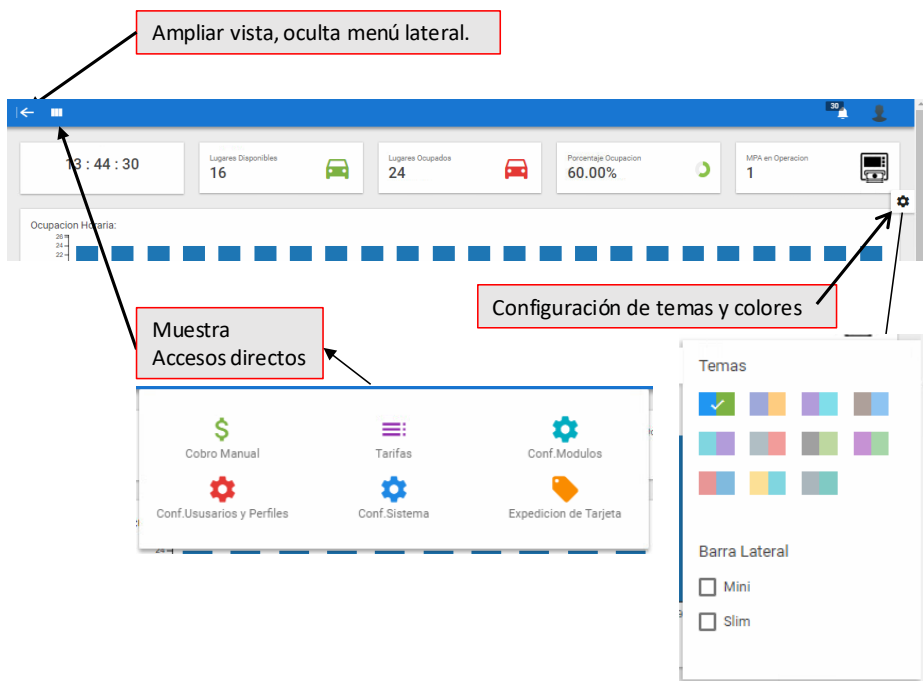 Ampliar vista, oculta menú lateral.
30
13 : 44 : 30
Lugares Disponibles
16
Lugares Ocupados
24
Porcentaje Ocupacion
60.00%
MPA en Operacion
1
Ocupacion Horaria:
26
24
22
Configuración de temas y colores
Muestra
Accesos directos
Cobro Manual
Tarifas
Conf.Modulos
Conf.Ususarios y Perfiles
Conf.Sistema
Expedicion de Tarjeta
24
Temas
Barra Lateral
Mini
Slim